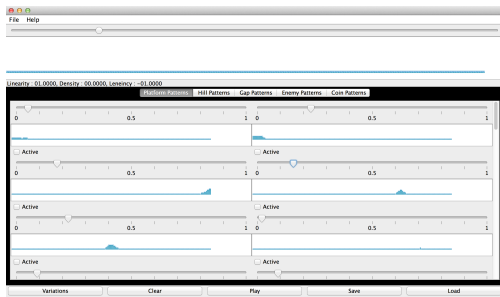 File Help
Linearity : 01.0000, Density : 00.0000, Leneincy : -01.0000
Platform Patterns Hill Patterns Gap Patterns Enemy Patterns Coin Patterns
0 0.5 1 0 0.5 1
Active Active
0 0.5 1 0 0.5 1
Active Active
0 0.5 1 0 0.5 1
Active Active
Variations Clear Play Save Load